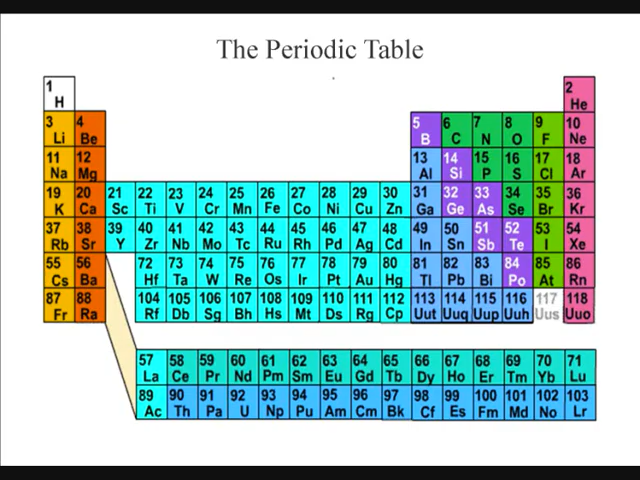 The Periodic Table
1 2
H He
3 4 5 6 7 8 9 10
Li Be B C N O F Ne
11 12 13 14 15 16 17 18
Na Mg Al Si P S Cl Ar
19 20 21 22 23 24 25 26 27 28 29 30 31 32 33 34 35 36
K Ca Sc Ti V Cr Mn Fe Co Ni Cu Zn Ga Ge As Se Br Kr
37 38 39 40 41 42 43 44 45 46 47 48 49 50 51 52 53 54
Rb Sr Y Zr Nb Mo Tc Ru Rh Pd Ag Cd In Sn Sb Te I Xe
55 56 72 73 74 75 76 77 78 79 80 81 82 83 84 85 86
Cs Ba Hf Ta W Re Os Ir Pt Au Hg Tl Pb Bi Po At Rn
87 88 104 105 106 107 108 109 110 111 112 113 114 115 116 117 118
Fr Ra Rf Db Sg Bh Hs Mt Ds Rg Cp Uut Uuq Uup Uuh Uus Uuo
57 58 59 60 61 62 63 64 65 66 67 68 69 70 71
La Ce Pr Nd Pm Sm Eu Gd Tb Dy Ho Er Tm Yb Lu
89 90 91 92 93 94 95 96 97 98 99 100 101 102 103
Ac Th Pa U Np Pu Am Cm Bk Cf Es Fm Md No Lr